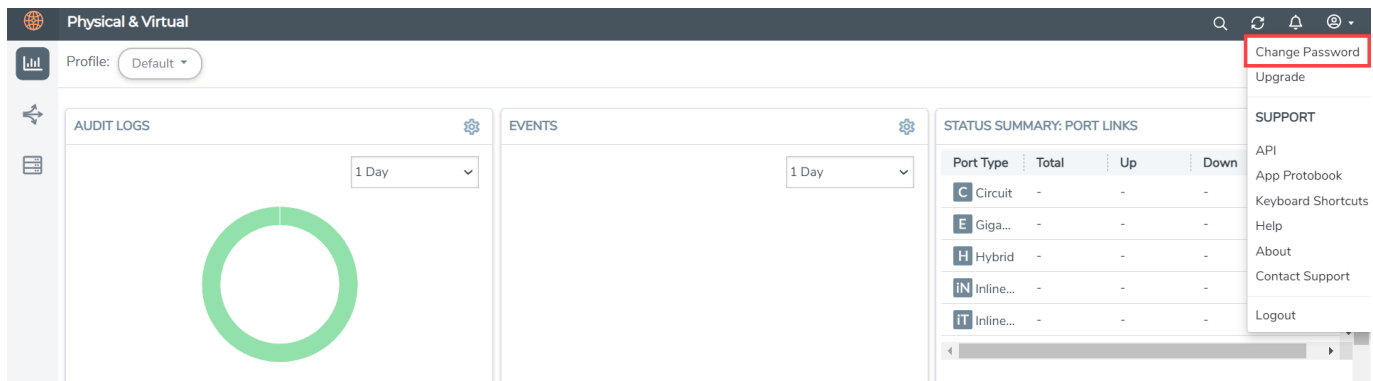 Physical & Virtual
Profile: Default
Change Password
Upgrade
SUPPORT
API
App Protobook
Keyboard Shortcuts
Help
About
Contact Support
Logout
AUDIT LOGS
1 Day
EVENTS
1 Day
STATUS SUMMARY: PORT LINKS
Port Type Total Up Down
C Circuit - - -
E Giga... - - -
H Hybrid - - -
iN Inline... - - -
iT Inline... - - -